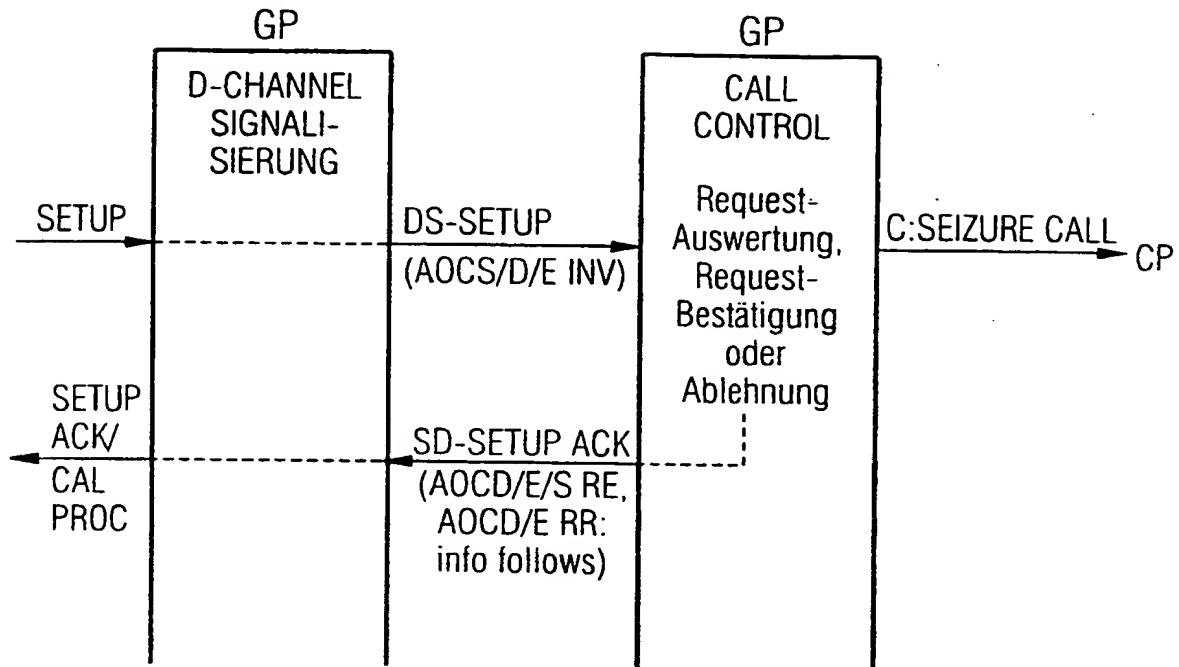 GP
D-CHANNEL
SIGNALI-
SIERUNG
GP
CALL
CONTROL
Request-
Auswertung,
Request-
Bestätigung
oder
Ablehnung
SETUP
DS-SETUP
(AOCS/D/E INV)
C:SEIZURE CALL
CP
SETUP
ACK/
CAL
PROC
SD-SETUP ACK
(AOCD/E/S RE,
AOCD/E RR:
info follows)